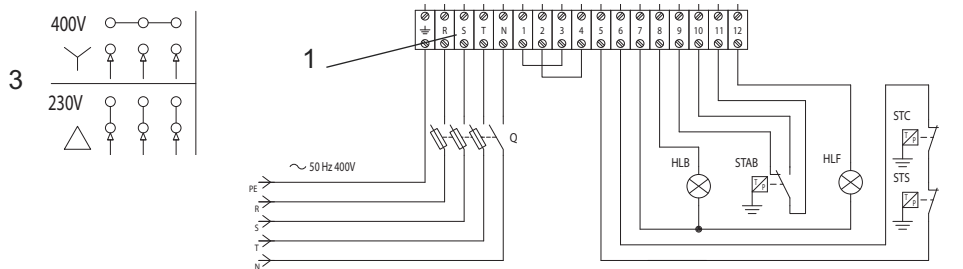 400V
3
230V
1
R S T N 1 2 3 4 5 6 7 8 9 10 11 12
Q
~ 50 Hz 400V
PE
R
S
T
N
HLB
STAB
HLF
STC
STS
T P
T P
T P